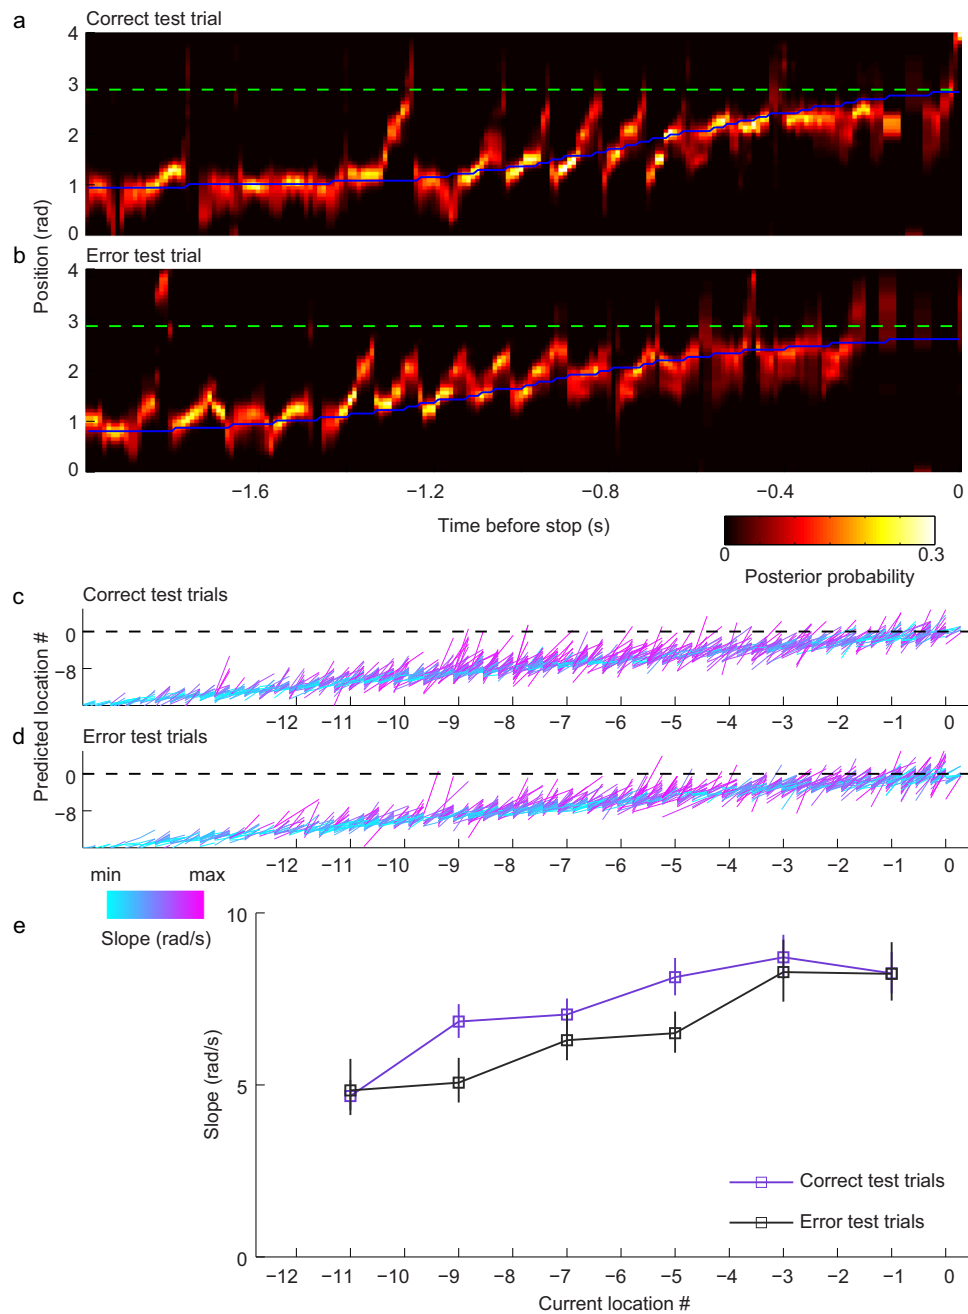 a
Correct test trial
4
3
2
1
0
b
Error test trial
4
3
2
1
0
Position (rad)
−1.6 −1.2 −0.8 −0.4 0
Time before stop (s)
0 0.3
Posterior probability
c
Correct test trials
0
−8
−12 −11 −10 −9 −8 −7 −6 −5 −4 −3 −2 −1 0
d
Error test trials
0
−8
Predicted location #
−12 −11 −10 −9 −8 −7 −6 −5 −4 −3 −2 −1 0
min max
Slope (rad/s)
e
10
5
0
Slope (rad/s)
Correct test trials
Error test trials
−12 −11 −10 −9 −8 −7 −6 −5 −4 −3 −2 −1 0
Current location #